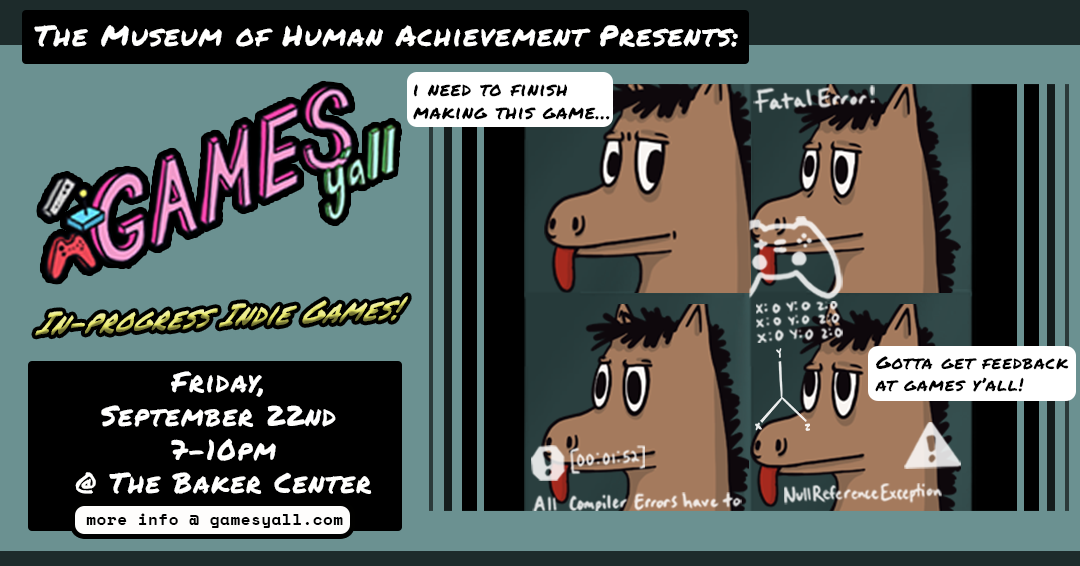 The Museum of Human Achievement Presents:
GAMES
y'all
In-progress Indie Games!
Friday,
September 22nd
7-10pm
@ The Baker Center
more info @ gamesyall.com
I need to finish
making this game...
Fatal Error!
[00:01:52]
All Compiler Errors have to
X:0 Y:0 Z:0
X:0 Y:0 Z:0
X:0 Y:0 Z:0
Y
X
Z
NullReferenceException
Gotta get feedback
at games y'all!